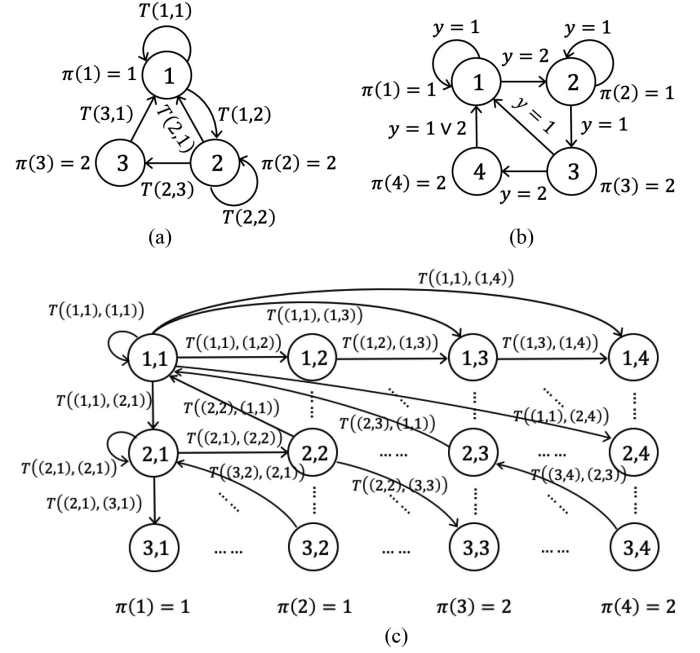 T(1,1)
π(1) = 1
1
T(3,1)
T(2,1)
T(1,2)
π(3) = 2
3
2
π(2) = 2
T(2,3)
T(2,2)
(a)
y = 1
y = 1
y = 2
1
2
π(1) = 1
π(2) = 1
y = 1
y = 1
y = 1 ∨ 2
4
3
π(4) = 2
y = 2
π(3) = 2
(b)
T((1,1), (1,4))
T((1,1), (1,1))
T((1,1), (1,3))
T((1,1), (1,2))
T((1,2), (1,3))
T((1,3), (1,4))
1,1
1,2
1,3
1,4
T((1,1), (2,1))
T((2,2), (1,1))
T((2,3), (1,1))
T((1,1), (2,4))
T((2,1), (2,2))
2,1
2,2
......
2,3
......
2,4
T((2,1), (2,1))
T((3,2), (2,1))
T((2,2), (3,3))
T((3,4), (2,3))
T((2,1), (3,1))
3,1
......
3,2
......
3,3
......
3,4
π(1) = 1
π(2) = 1
π(3) = 2
π(4) = 2
(c)